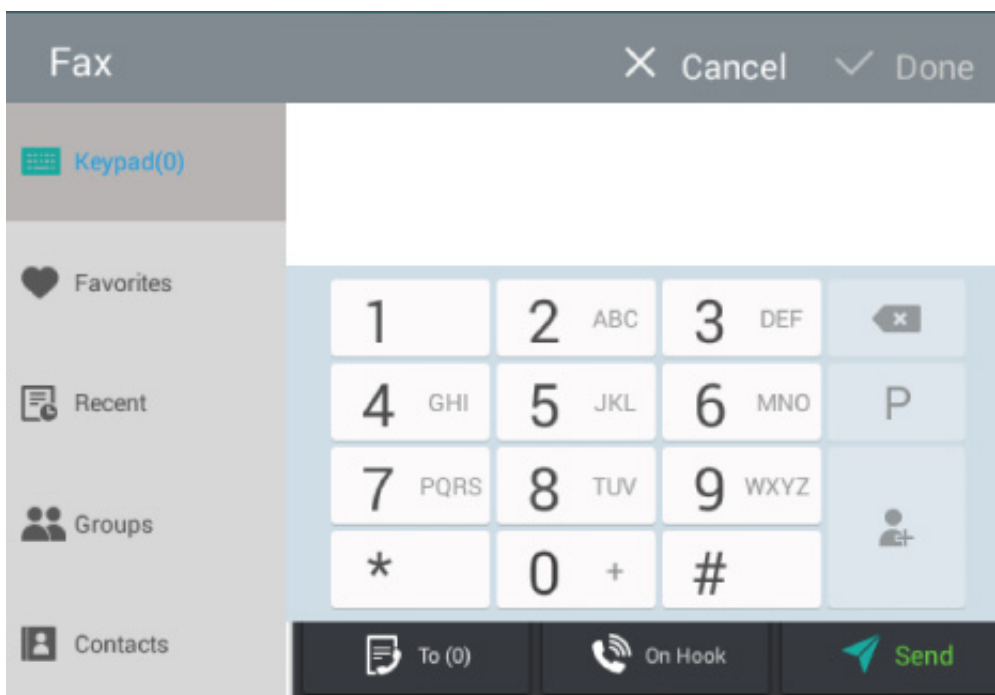 Fax
Cancel
Done
Keypad(0)
Favorites
Recent
Groups
Contacts
1
2 ABC
3 DEF
4 GHI
5 JKL
6 MNO
P
7 PQRS
8 TUV
9 WXYZ
*
0 +
#
To (0)
On Hook
Send